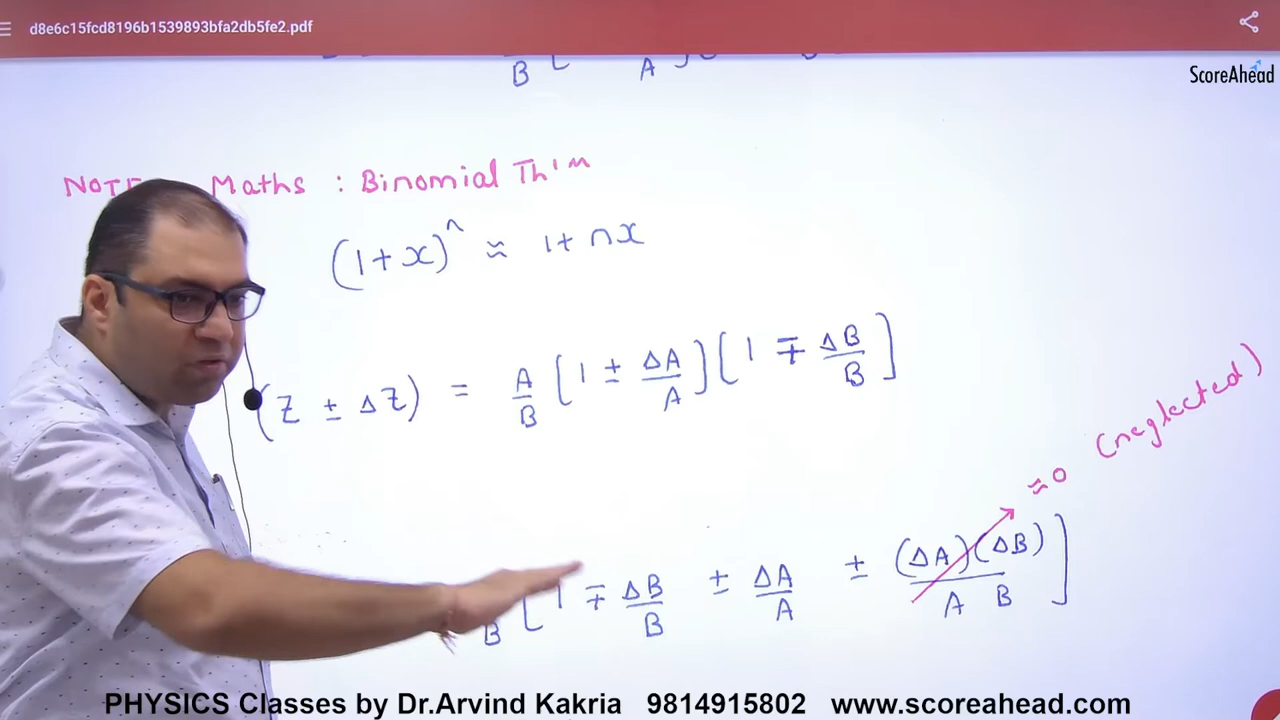 d8e6c15fcd8196b1539893bfa2db5fe2.pdf
B [ A
ScoreAhead
NOTE Maths : Binomial Th'm
(1+x)^n ≈ 1+ nx
(Z ± ΔZ) = A/B [1 ± ΔA/A] [1 ∓ ΔB/B]
≈0 (neglected)
B [1 ∓ ΔB/B ± ΔA/A ± (ΔA)(ΔB)/A B]
PHYSICS Classes by Dr.Arvind Kakria 9814915802 www.scoreahead.com